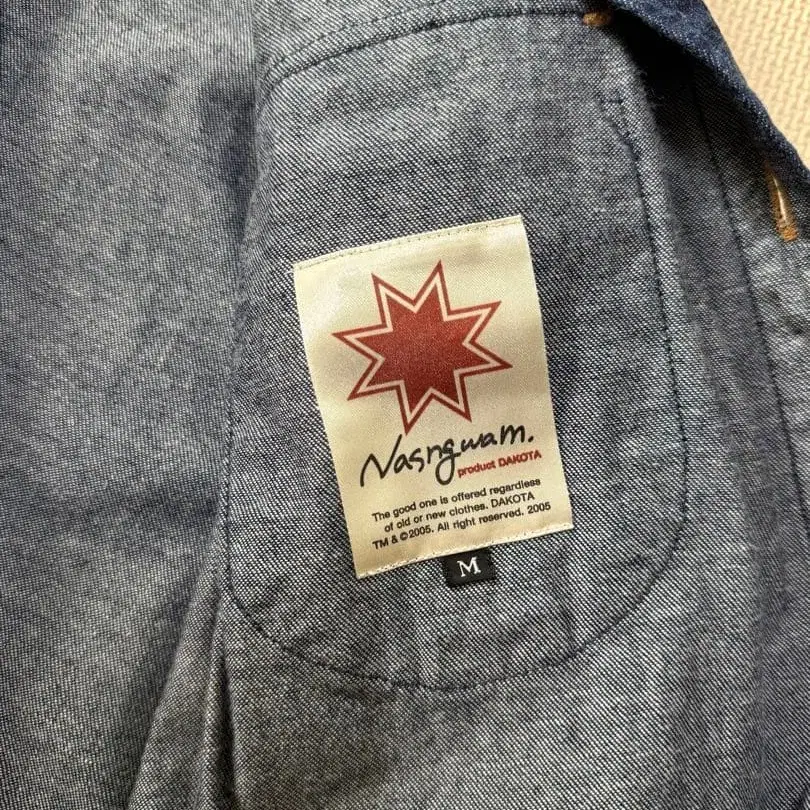 Nasngwam.
product DAKOTA
The good one is offered regardless
of old or new clothes. DAKOTA
TM & ©2005. All right reserved. 2005
M